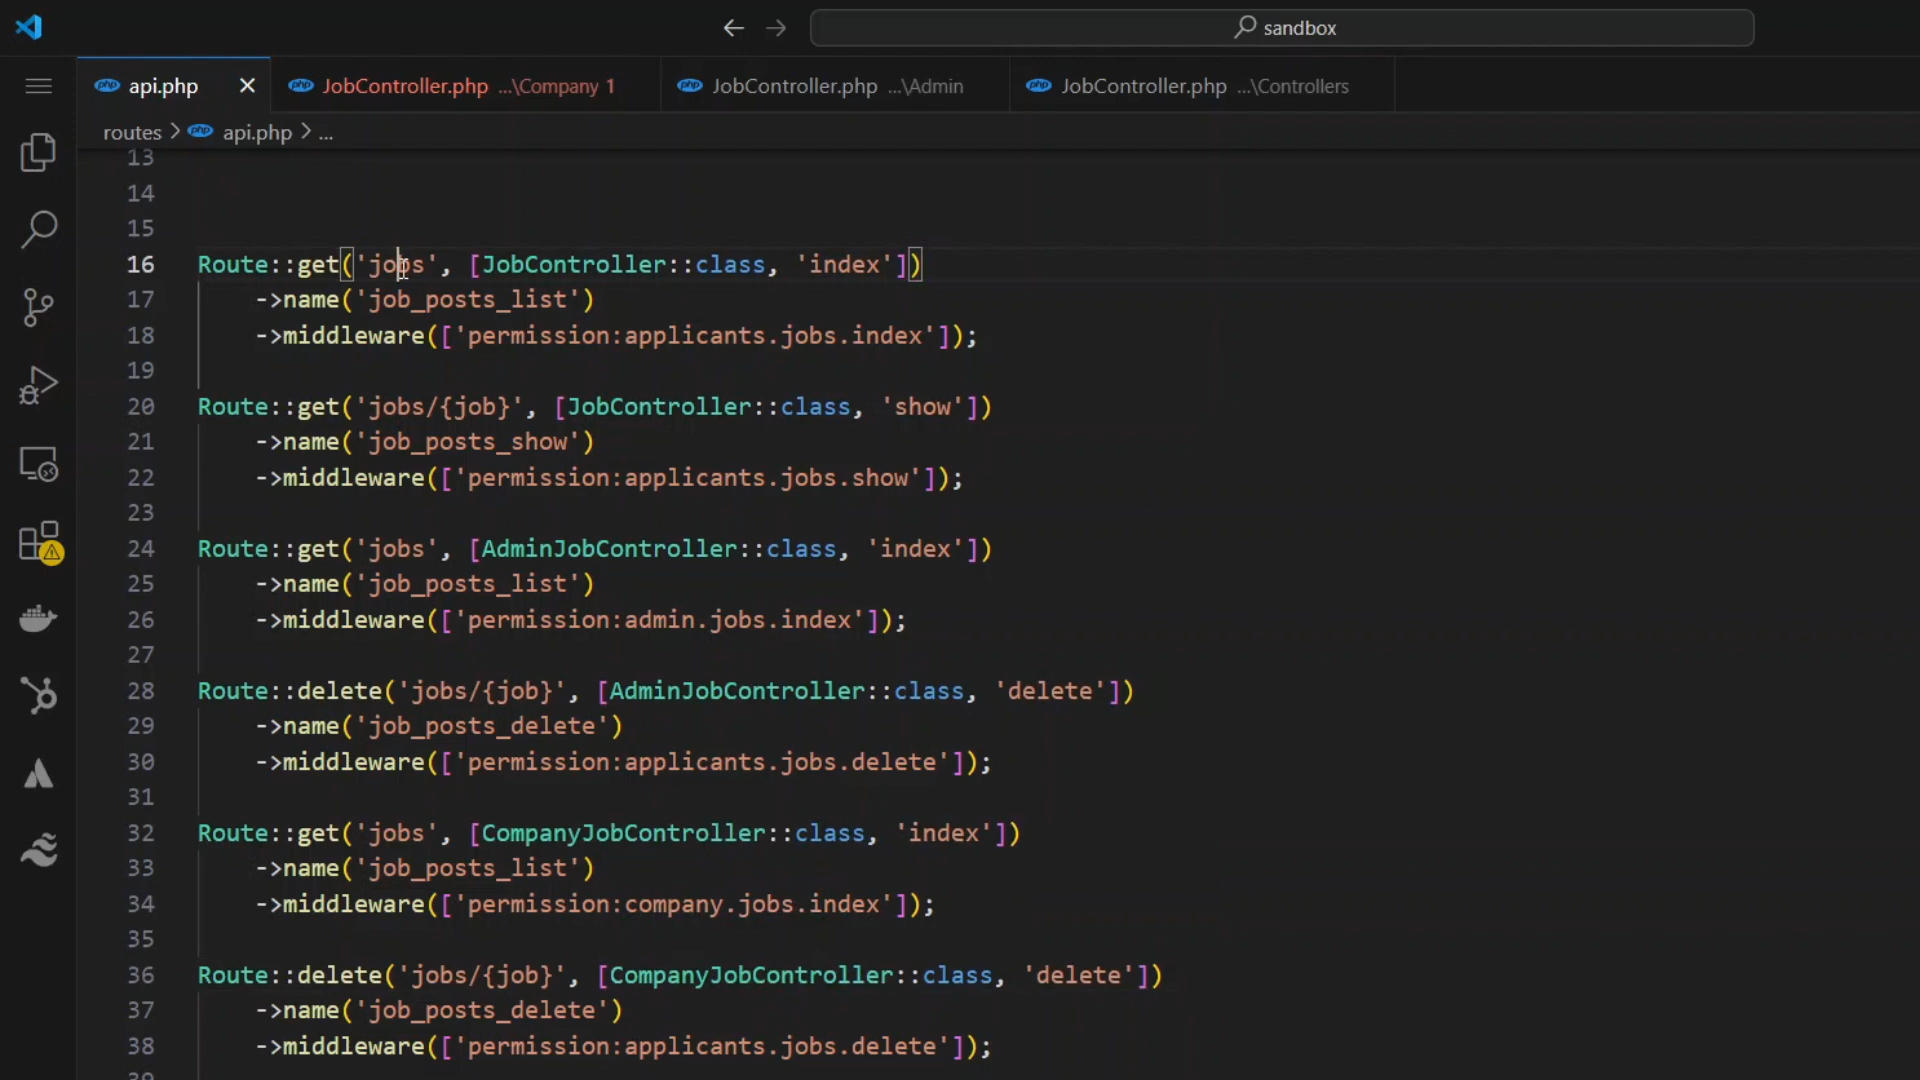 sandbox
php api.php
php JobController.php ...\Company 1
php JobController.php ...\Admin
php JobController.php ...\Controllers
routes > php api.php > ...
13
14
15
16 Route::get('jobs', [JobController::class, 'index'])
17     ->name('job_posts_list')
18     ->middleware(['permission:applicants.jobs.index']);
19
20 Route::get('jobs/{job}', [JobController::class, 'show'])
21     ->name('job_posts_show')
22     ->middleware(['permission:applicants.jobs.show']);
23
24 Route::get('jobs', [AdminJobController::class, 'index'])
25     ->name('job_posts_list')
26     ->middleware(['permission:admin.jobs.index']);
27
28 Route::delete('jobs/{job}', [AdminJobController::class, 'delete'])
29     ->name('job_posts_delete')
30     ->middleware(['permission:applicants.jobs.delete']);
31
32 Route::get('jobs', [CompanyJobController::class, 'index'])
33     ->name('job_posts_list')
34     ->middleware(['permission:company.jobs.index']);
35
36 Route::delete('jobs/{job}', [CompanyJobController::class, 'delete'])
37     ->name('job_posts_delete')
38     ->middleware(['permission:applicants.jobs.delete']);
39